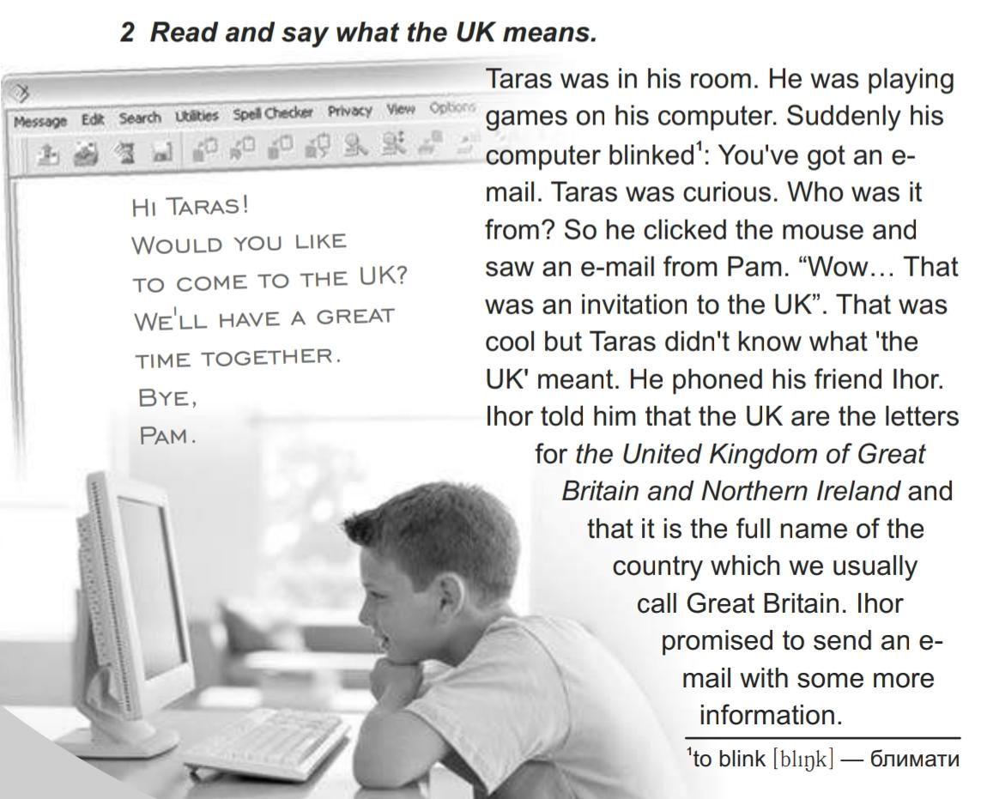 2 Read and say what the UK means.
Message Edit Search Utilities Spell Checker Privacy View Options
HI TARAS!
WOULD YOU LIKE
TO COME TO THE UK?
WE'LL HAVE A GREAT
TIME TOGETHER.
BYE,
PAM.
Taras was in his room. He was playing
games on his computer. Suddenly his
computer blinked¹: You've got an e-
mail. Taras was curious. Who was it
from? So he clicked the mouse and
saw an e-mail from Pam. “Wow… That
was an invitation to the UK”. That was
cool but Taras didn't know what 'the
UK' meant. He phoned his friend Ihor.
Ihor told him that the UK are the letters
for the United Kingdom of Great
Britain and Northern Ireland and
that it is the full name of the
country which we usually
call Great Britain. Ihor
promised to send an e-
mail with some more
information.
¹to blink [blıŋk] — блимати